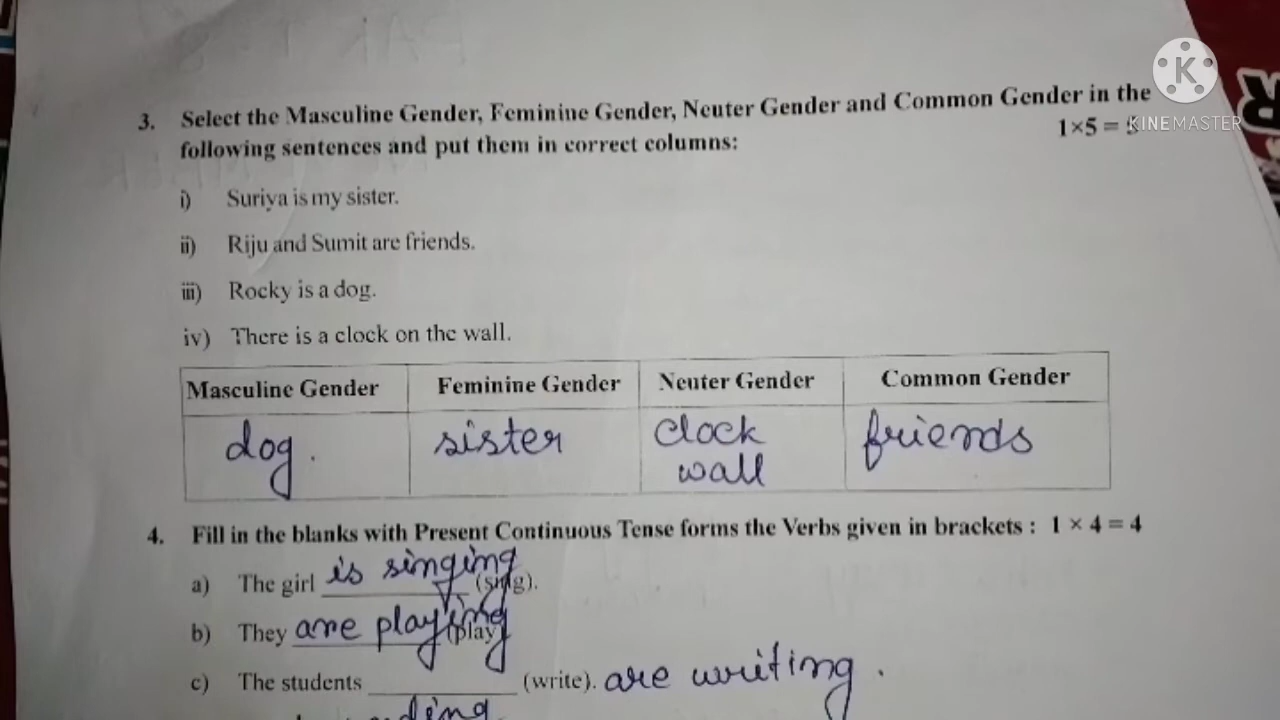 3. Select the Masculine Gender, Feminine Gender, Neuter Gender and Common Gender in the
following sentences and put them in correct columns: 1×5 =
K
KINEMASTER
R
i) Suriya is my sister.
ii) Riju and Sumit are friends.
iii) Rocky is a dog.
iv) There is a clock on the wall.
Masculine Gender Feminine Gender Neuter Gender Common Gender
dog. sister clock friends
wall
4. Fill in the blanks with Present Continuous Tense forms the Verbs given in brackets : 1 × 4 = 4
a) The girl is singing (sing).
b) They are playing (play)
c) The students ____________ (write). are writing.